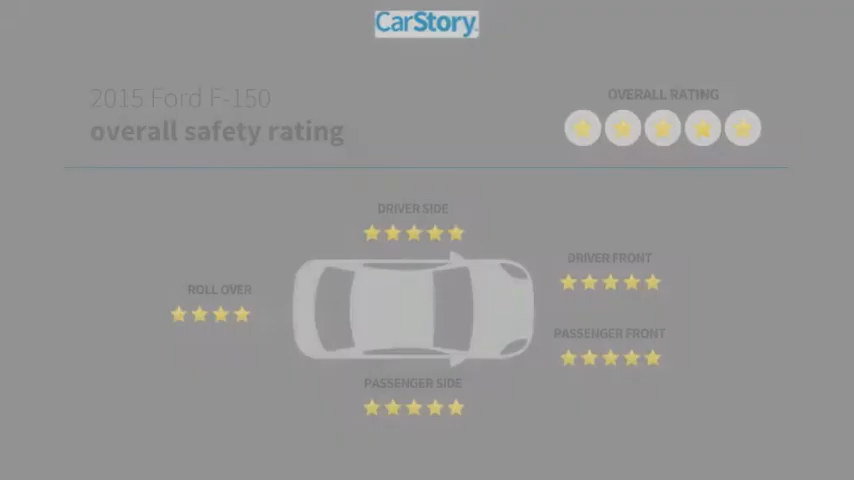 CarStory.
2015 Ford F-150
overall safety rating
OVERALL RATING
DRIVER SIDE
DRIVER FRONT
ROLL OVER
PASSENGER FRONT
PASSENGER SIDE